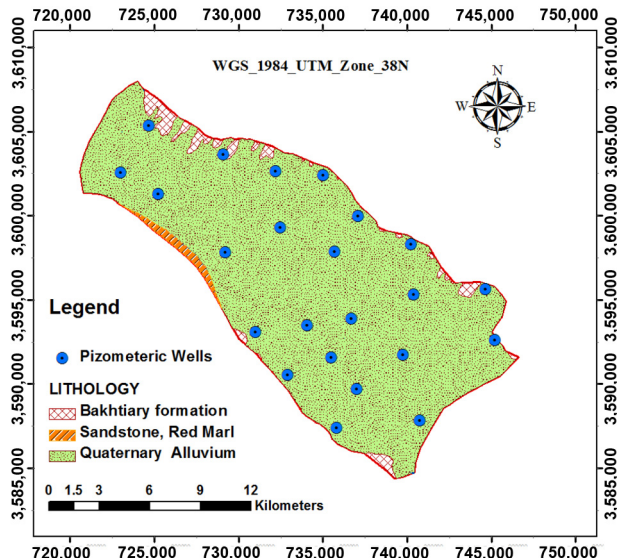 720,000 725,000 730,000 735,000 740,000 745,000 750,000
3,610,000 3,610,000
WGS_1984_UTM_Zone_38N
N
W E
S
3,605,000 3,605,000
3,600,000 3,600,000
3,595,000 3,595,000
Legend
Pizometeric Wells
LITHOLOGY
3,590,000 3,590,000
Bakhtiary formation
Sandstone, Red Marl
Quaternary Alluvium
3,585,000 3,585,000
0 1.5 3 6 9 12
Kilometers
720,000 725,000 730,000 735,000 740,000 745,000 750,000